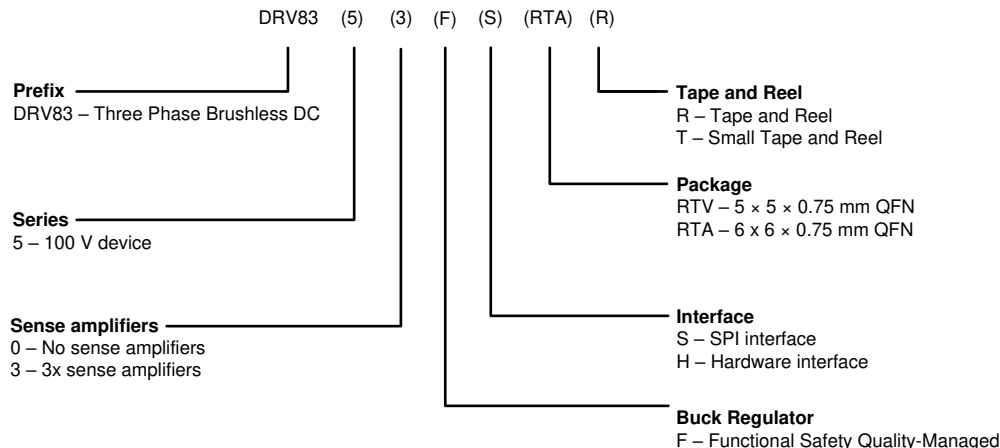 DRV83 (5) (3) (F) (S) (RTA) (R)
Prefix
DRV83 – Three Phase Brushless DC
Series
5 – 100 V device
Sense amplifiers
0 – No sense amplifiers
3 – 3x sense amplifiers
Tape and Reel
R – Tape and Reel
T – Small Tape and Reel
Package
RTV – 5 × 5 × 0.75 mm QFN
RTA – 6 x 6 × 0.75 mm QFN
Interface
S – SPI interface
H – Hardware interface
Buck Regulator
F – Functional Safety Quality-Managed